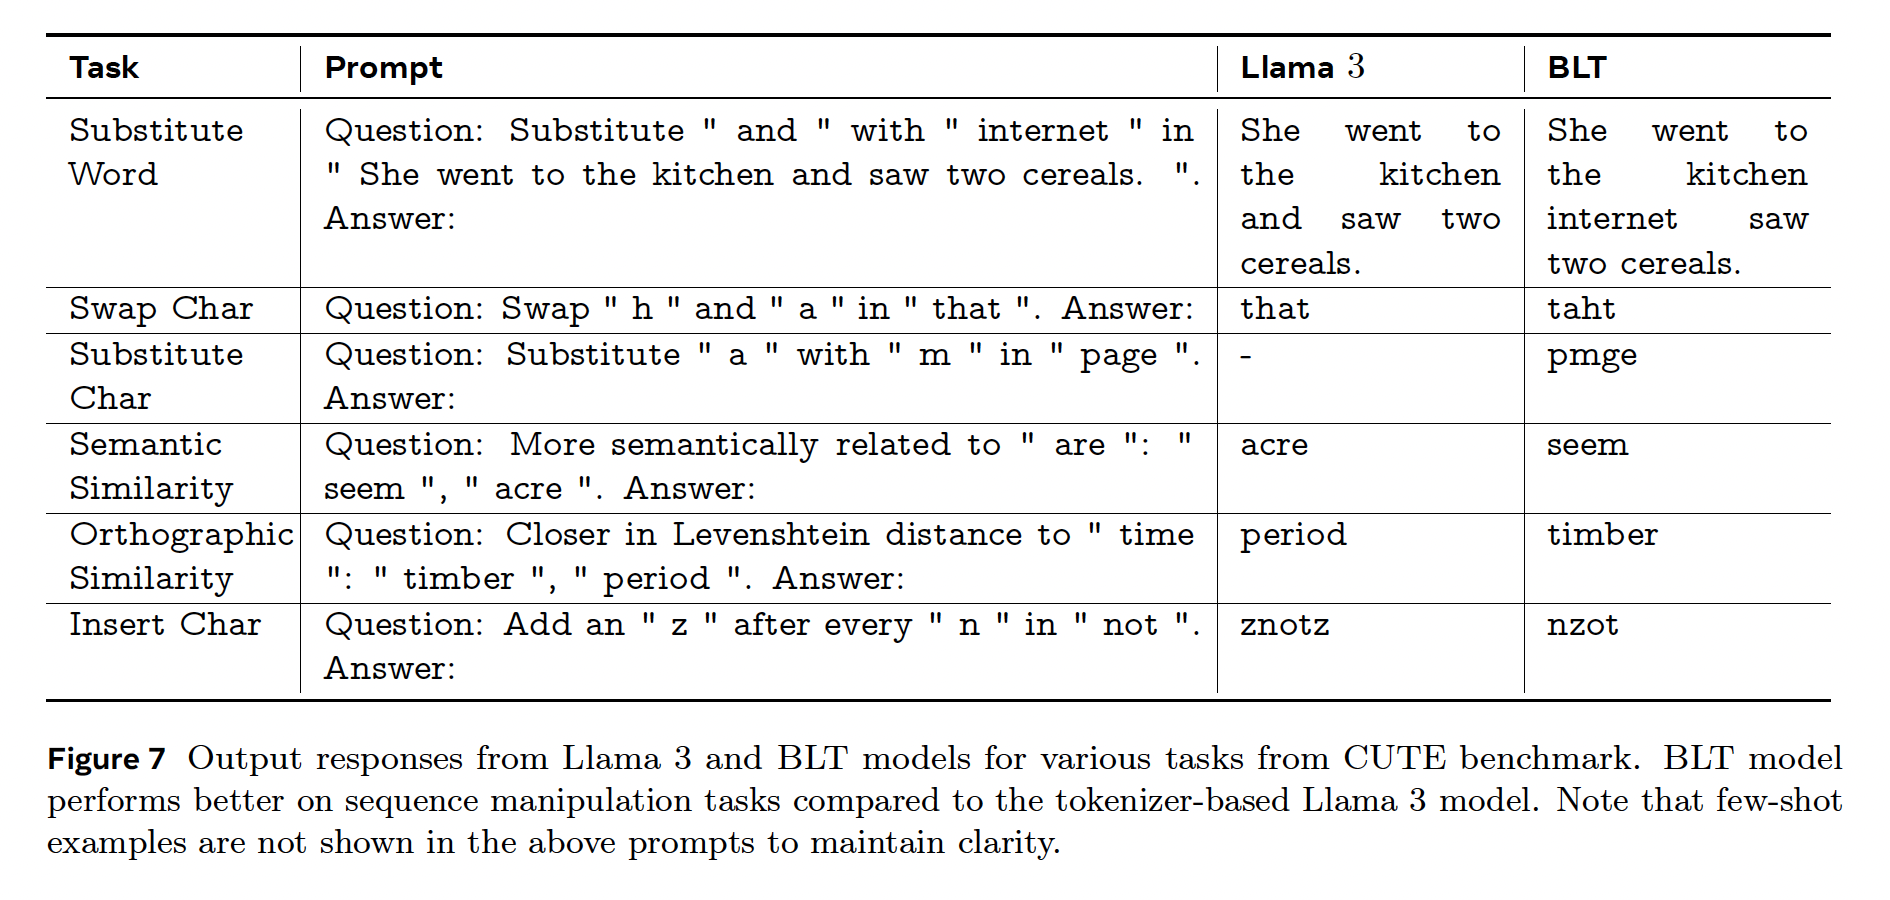 Task Prompt Llama 3 BLT
Substitute Question: Substitute " and " with " internet " in She went to She went to
Word " She went to the kitchen and saw two cereals. ". the kitchen the kitchen
Answer: and saw two internet saw
cereals. two cereals.
Swap Char Question: Swap " h " and " a " in " that ". Answer: that taht
Substitute Question: Substitute " a " with " m " in " page ". - pmge
Char Answer:
Semantic Question: More semantically related to " are ": " acre seem
Similarity seem ", " acre ". Answer:
Orthographic Question: Closer in Levenshtein distance to " time period timber
Similarity ": " timber ", " period ". Answer:
Insert Char Question: Add an " z " after every " n " in " not ". znotz nzot
Answer:
Figure 7 Output responses from Llama 3 and BLT models for various tasks from CUTE benchmark. BLT model
performs better on sequence manipulation tasks compared to the tokenizer-based Llama 3 model. Note that few-shot
examples are not shown in the above prompts to maintain clarity.